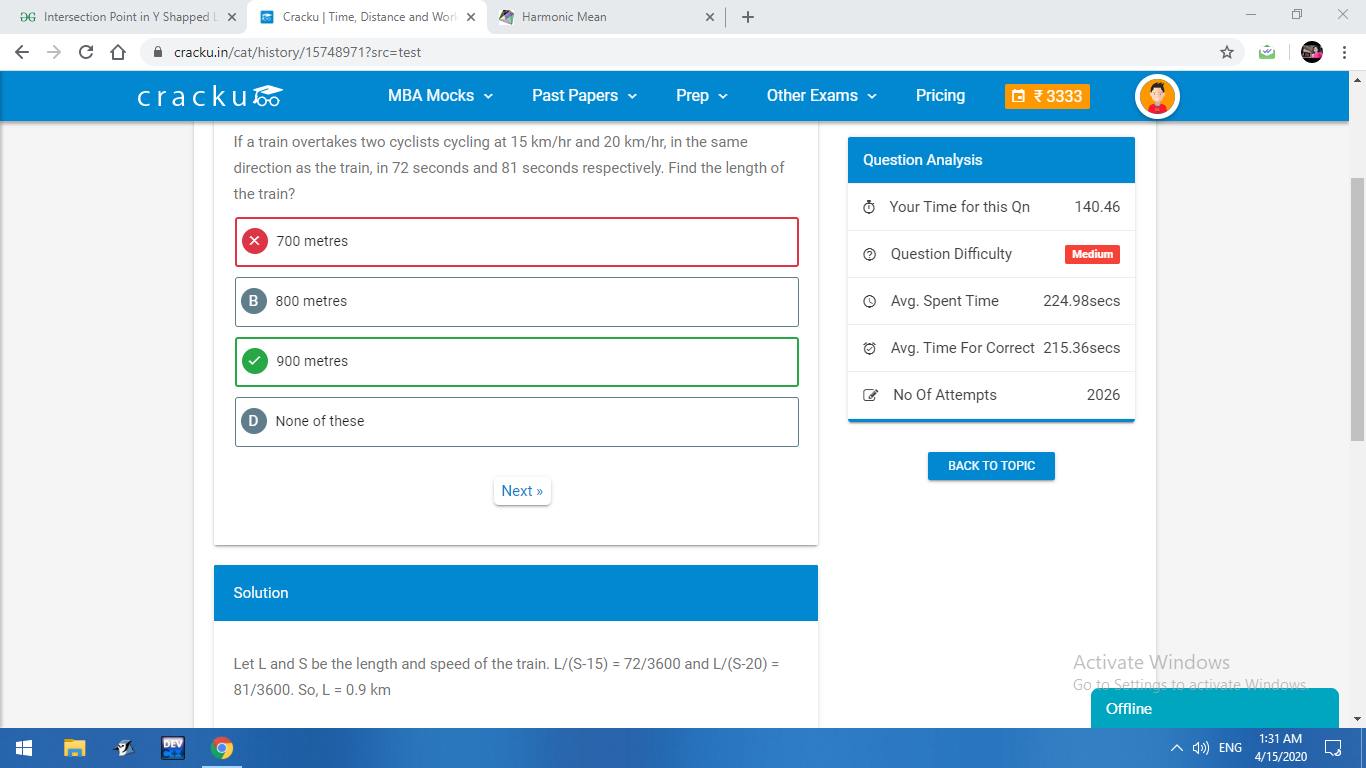 Intersection Point in Y Shapped L
Cracku | Time, Distance and Work
Harmonic Mean
cracku.in/cat/history/15748971?src=test
cracku
MBA Mocks
Past Papers
Prep
Other Exams
Pricing
₹ 3333
If a train overtakes two cyclists cycling at 15 km/hr and 20 km/hr, in the same
direction as the train, in 72 seconds and 81 seconds respectively. Find the length of
the train?
700 metres
B 800 metres
900 metres
D None of these
Next »
Question Analysis
Your Time for this Qn 140.46
Question Difficulty Medium
Avg. Spent Time 224.98secs
Avg. Time For Correct 215.36secs
No Of Attempts 2026
BACK TO TOPIC
Solution
Let L and S be the length and speed of the train. L/(S-15) = 72/3600 and L/(S-20) =
81/3600. So, L = 0.9 km
Activate Windows
Go to Settings to activate Windows.
Offline
DEV
ENG
1:31 AM
4/15/2020